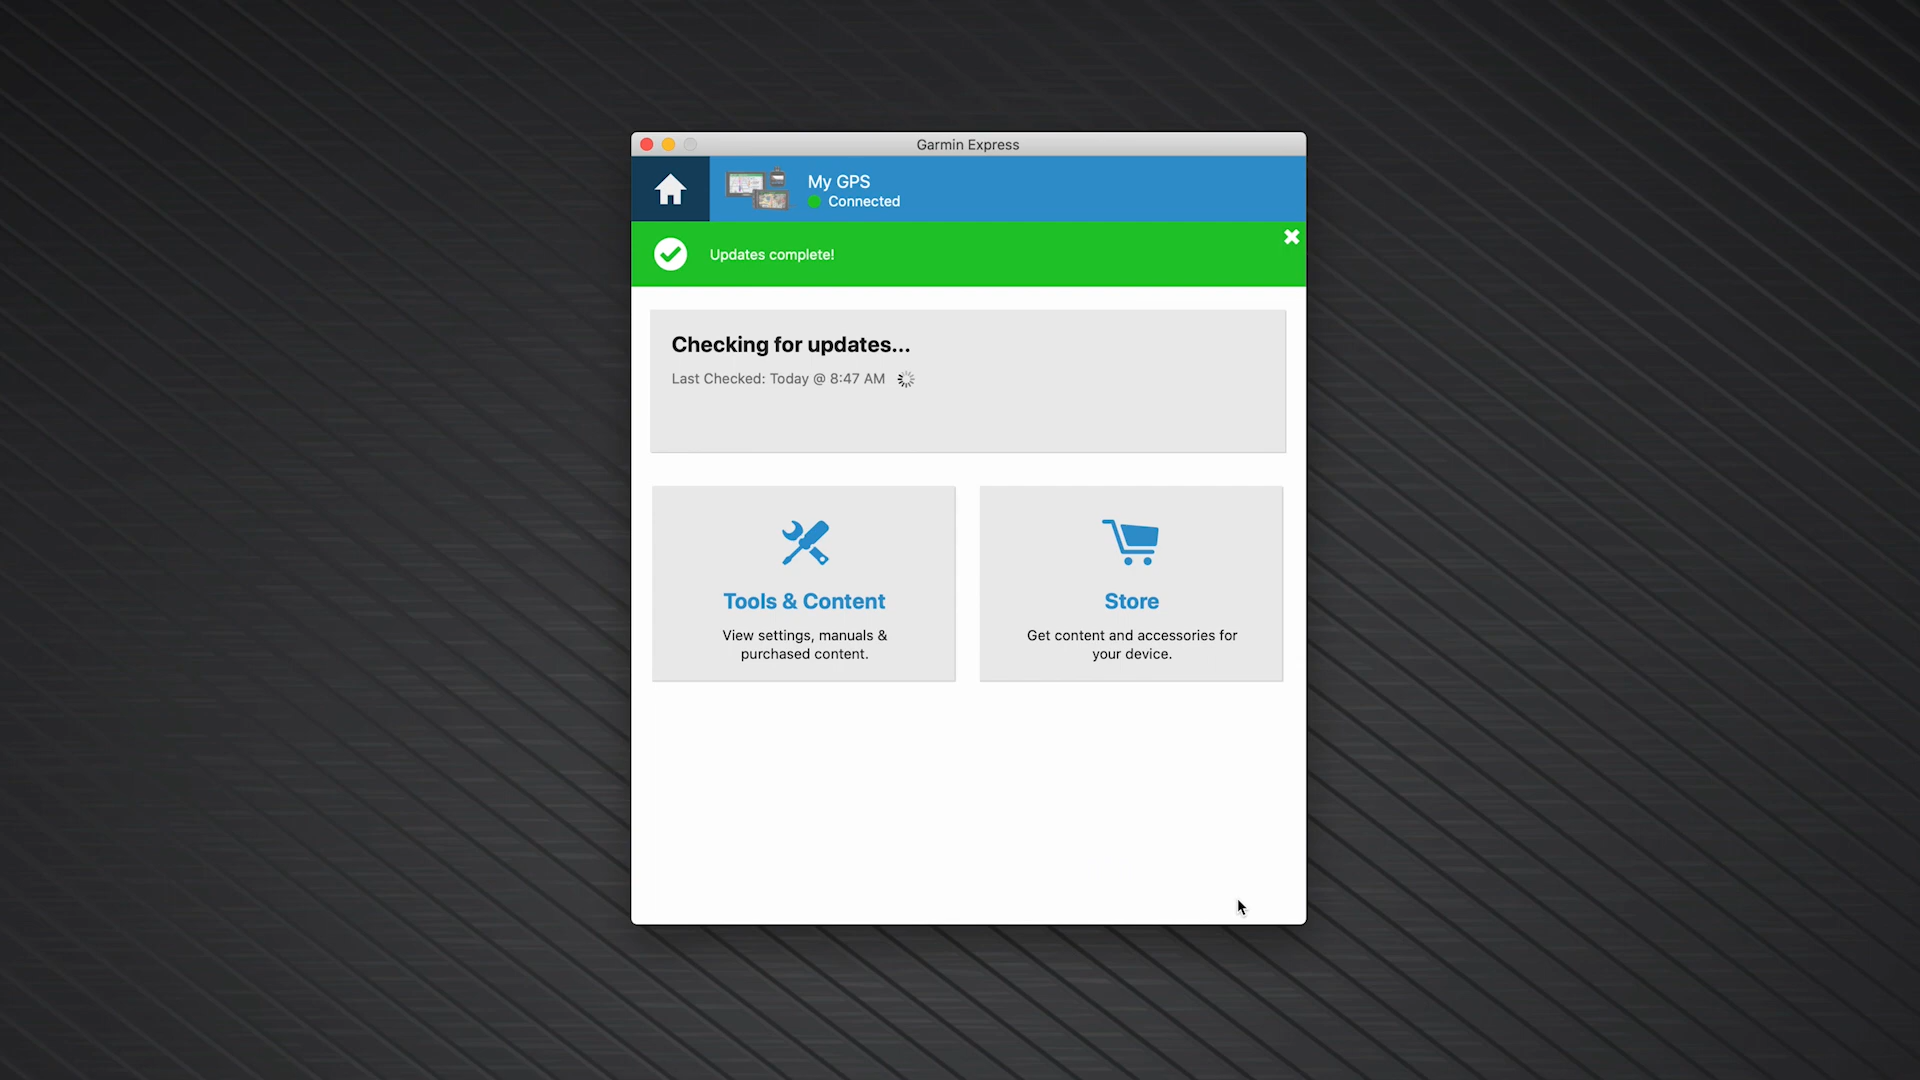 Garmin Express
My GPS
Connected
Updates complete!
Checking for updates...
Last Checked: Today @ 8:47 AM
Tools & Content
View settings, manuals &
purchased content.
Store
Get content and accessories for
your device.